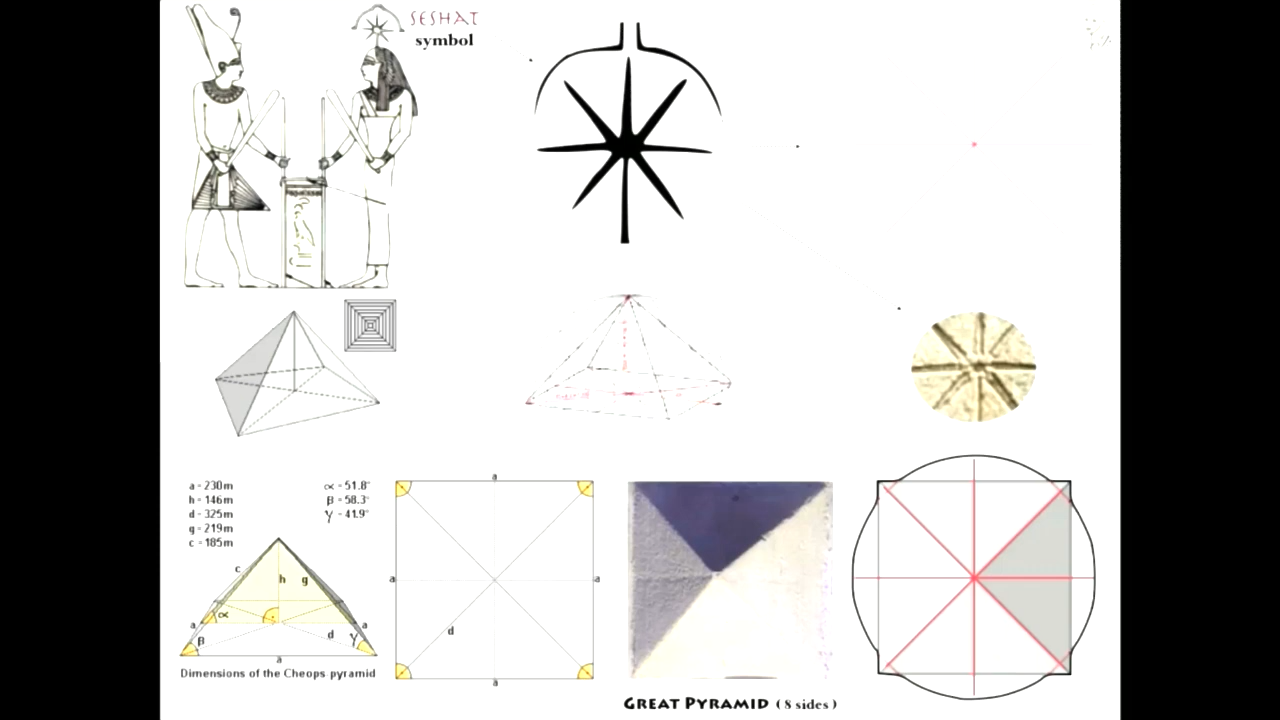 SESHAT
symbol
a = 230m
h = 146m
d = 325m
g = 219m
c = 185m
α = 51.8°
β = 58.3°
γ = 41.9°
c
h
g
α
a
a
β
d
γ
a
Dimensions of the Cheops pyramid
a
a
a
d
a
GREAT PYRAMID ( 8 sides )